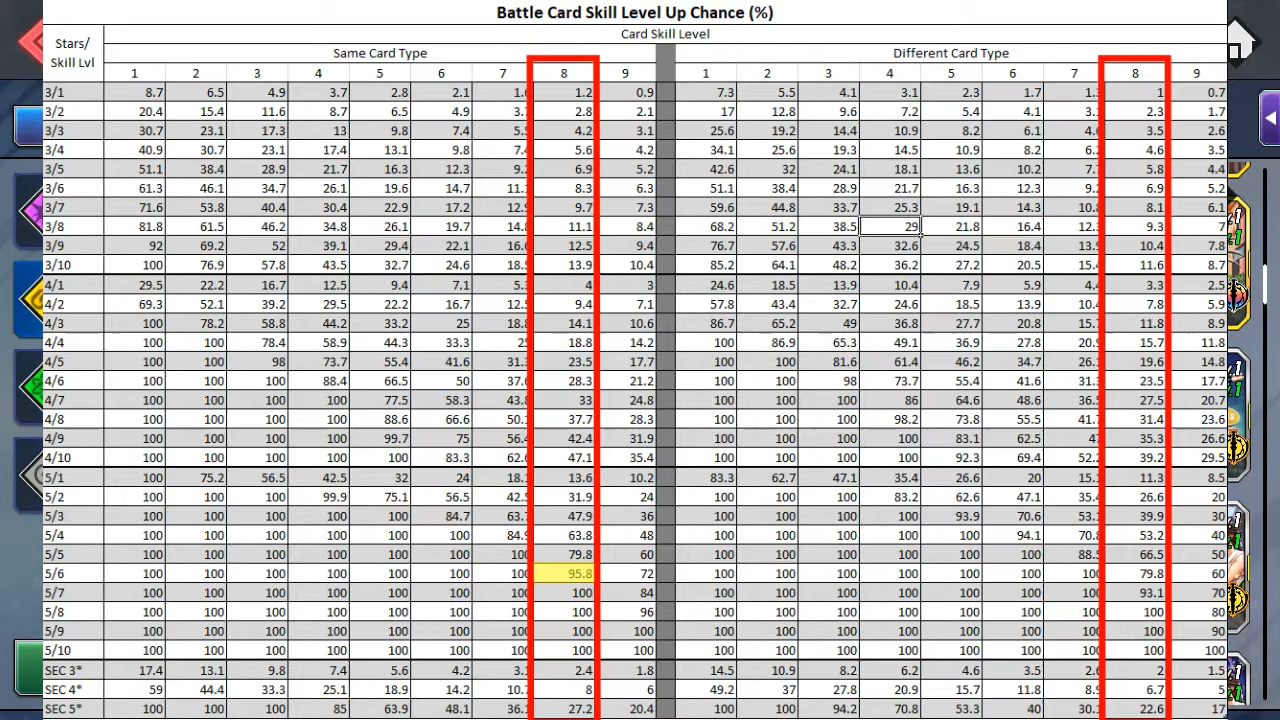 Battle Card Skill Level Up Chance (%)
Card Skill Level
Stars/
Skill Lvl
Same Card Type
Different Card Type
1 2 3 4 5 6 7 8 9 1 2 3 4 5 6 7 8 9
3/1 8.7 6.5 4.9 3.7 2.8 2.1 1.2 0.9 7.3 5.5 4.1 3.1 2.3 1.7 1 0.7
3/2 20.4 15.4 11.6 8.7 6.5 4.9 2.8 2.1 17 12.8 9.6 7.2 5.4 4.1 2.3 1.7
3/3 30.7 23.1 17.3 13 9.8 7.4 4.2 3.1 25.6 19.2 14.4 10.9 8.2 6.1 3.5 2.6
3/4 40.9 30.7 23.1 17.4 13.1 9.8 5.6 4.2 34.1 25.6 19.3 14.5 10.9 8.2 4.6 3.5
3/5 51.1 38.4 28.9 21.7 16.3 12.3 6.9 5.2 42.6 32 24.1 18.1 13.6 10.2 5.8 4.4
3/6 61.3 46.1 34.7 26.1 19.6 14.7 8.3 6.3 51.1 38.4 28.9 21.7 16.3 12.3 6.9 5.2
3/7 71.6 53.8 40.4 30.4 22.9 17.2 9.7 7.3 59.6 44.8 33.7 25.3 19.1 14.3 8.1 6.1
3/8 81.8 61.5 46.2 34.8 26.1 19.7 11.1 8.4 68.2 51.2 38.5 29 21.8 16.4 9.3 7
3/9 92 69.2 52 39.1 29.4 22.1 12.5 9.4 76.7 57.6 43.3 32.6 24.5 18.4 10.4 7.8
3/10 100 76.9 57.8 43.5 32.7 24.6 18.5 13.9 10.4 85.2 64.1 48.2 36.2 27.2 20.5 11.6 8.7
4/1 29.5 22.2 16.7 12.5 9.4 7.1 4 3 24.6 18.5 13.9 10.4 7.9 5.9 3.3 2.5
4/2 69.3 52.1 39.2 29.5 22.2 16.7 12.5 9.4 7.1 57.8 43.4 32.7 24.6 18.5 13.9 7.8 5.9
4/3 100 78.2 58.8 44.2 33.2 25 18.8 14.1 10.6 86.7 65.2 49 36.8 27.7 20.8 11.8 8.9
4/4 100 100 78.4 58.9 44.3 33.3 25 18.8 14.2 100 86.9 65.3 49.1 36.9 27.8 15.7 11.8
4/5 100 100 98 73.7 55.4 41.6 23.5 17.7 100 100 81.6 61.4 46.2 34.7 19.6 14.8
4/6 100 100 100 88.4 66.5 50 28.3 21.2 100 100 98 73.7 55.4 41.6 23.5 17.7
4/7 100 100 100 100 77.5 58.3 33 24.8 100 100 100 86 64.6 48.6 27.5 20.7
4/8 100 100 100 100 88.6 66.6 37.7 28.3 100 100 100 98.2 73.8 55.5 31.4 23.6
4/9 100 100 100 100 99.7 75 42.4 31.9 100 100 100 100 83.1 62.5 47 35.3 26.6
4/10 100 100 100 100 100 83.3 47.1 35.4 100 100 100 100 92.3 69.4 39.2 29.5
5/1 100 75.2 56.5 42.5 32 24 13.6 10.2 83.3 62.7 47.1 35.4 26.6 20 11.3 8.5
5/2 100 100 100 99.9 75.1 56.5 42.5 31.9 24 100 100 100 83.2 62.6 47.1 26.6 20
5/3 100 100 100 100 100 84.7 47.9 36 100 100 100 100 93.9 70.6 39.9 30
5/4 100 100 100 100 100 100 63.8 48 100 100 100 100 100 94.1 53.2 40
5/5 100 100 100 100 100 100 100 79.8 60 100 100 100 100 100 100 88.5 66.5 50
5/6 100 100 100 100 100 100 100 95.8 72 100 100 100 100 100 100 100 79.8 60
5/7 100 100 100 100 100 100 100 100 84 100 100 100 100 100 100 100 93.1 70
5/8 100 100 100 100 100 100 100 100 96 100 100 100 100 100 100 100 100 80
5/9 100 100 100 100 100 100 100 100 100 100 100 100 100 100 100 100 100 90
5/10 100 100 100 100 100 100 100 100 100 100 100 100 100 100 100 100 100 100
SEC 3* 17.4 13.1 9.8 7.4 5.6 4.2 2.4 1.8 14.5 10.9 8.2 6.2 4.6 3.5 2 1.5
SEC 4* 59 44.4 33.3 25.1 18.9 14.2 8 6 49.2 37 27.8 20.9 15.7 11.8 6.7 5
SEC 5* 100 100 100 85 63.9 48.1 27.2 20.4 100 100 94.2 70.8 53.3 40 22.6 17